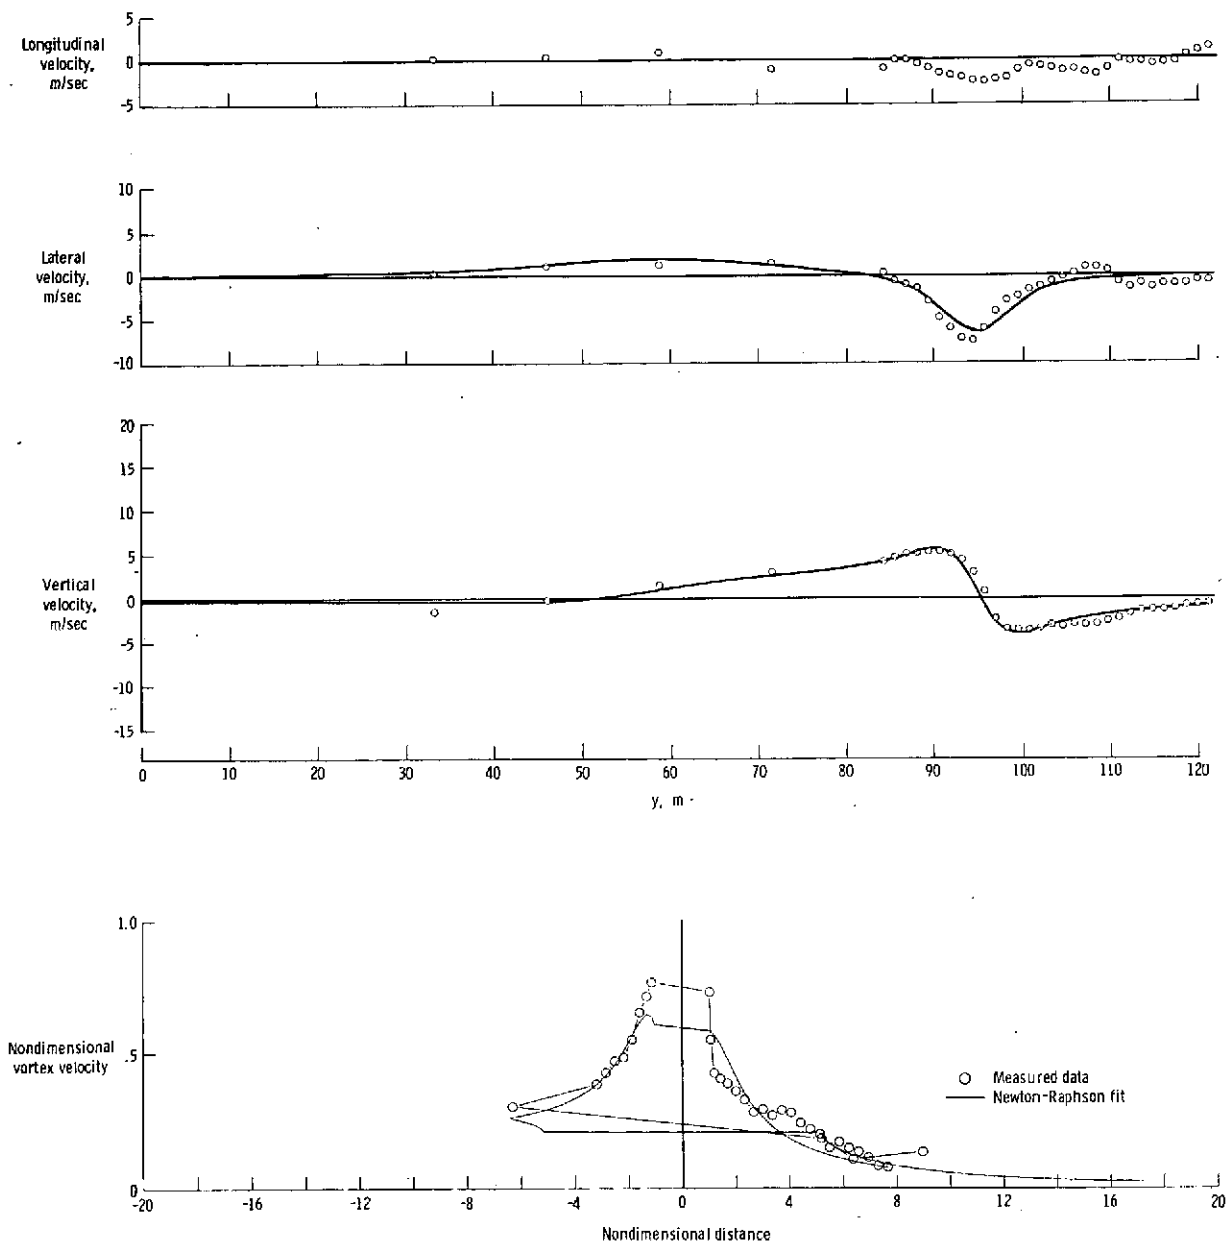 5
Longitudinal
velocity,
m/sec
0
-5
10
5
Lateral
velocity,
m/sec
0
-5
-10
20
15
10
5
Vertical
velocity,
m/sec
0
-5
-10
-15
0 10 20 30 40 50 60 70 80 90 100 110 120
y, m
1.0
Nondimensional
vortex velocity
.5
Measured data
Newton-Raphson fit
0
-20 -16 -12 -8 -4 0 4 8 12 16 20
Nondimensional distance